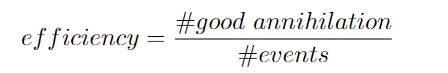 efficiency = #good annihilation / #events